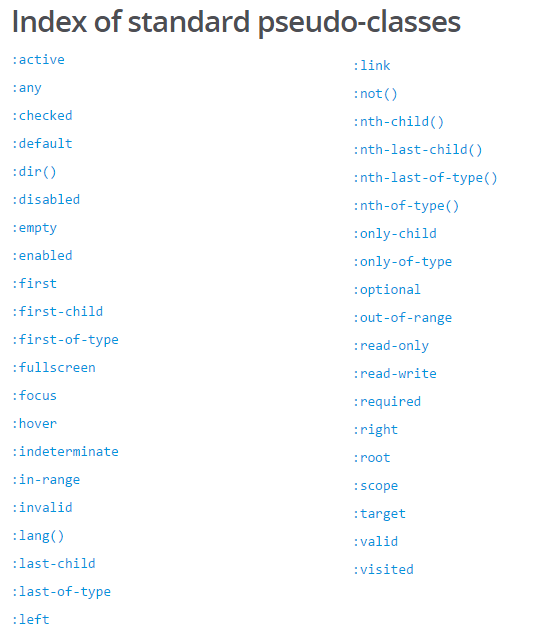 Index of standard pseudo-classes
:active
:any
:checked
:default
:dir()
:disabled
:empty
:enabled
:first
:first-child
:first-of-type
:fullscreen
:focus
:hover
:indeterminate
:in-range
:invalid
:lang()
:last-child
:last-of-type
:left
:link
:not()
:nth-child()
:nth-last-child()
:nth-last-of-type()
:nth-of-type()
:only-child
:only-of-type
:optional
:out-of-range
:read-only
:read-write
:required
:right
:root
:scope
:target
:valid
:visited